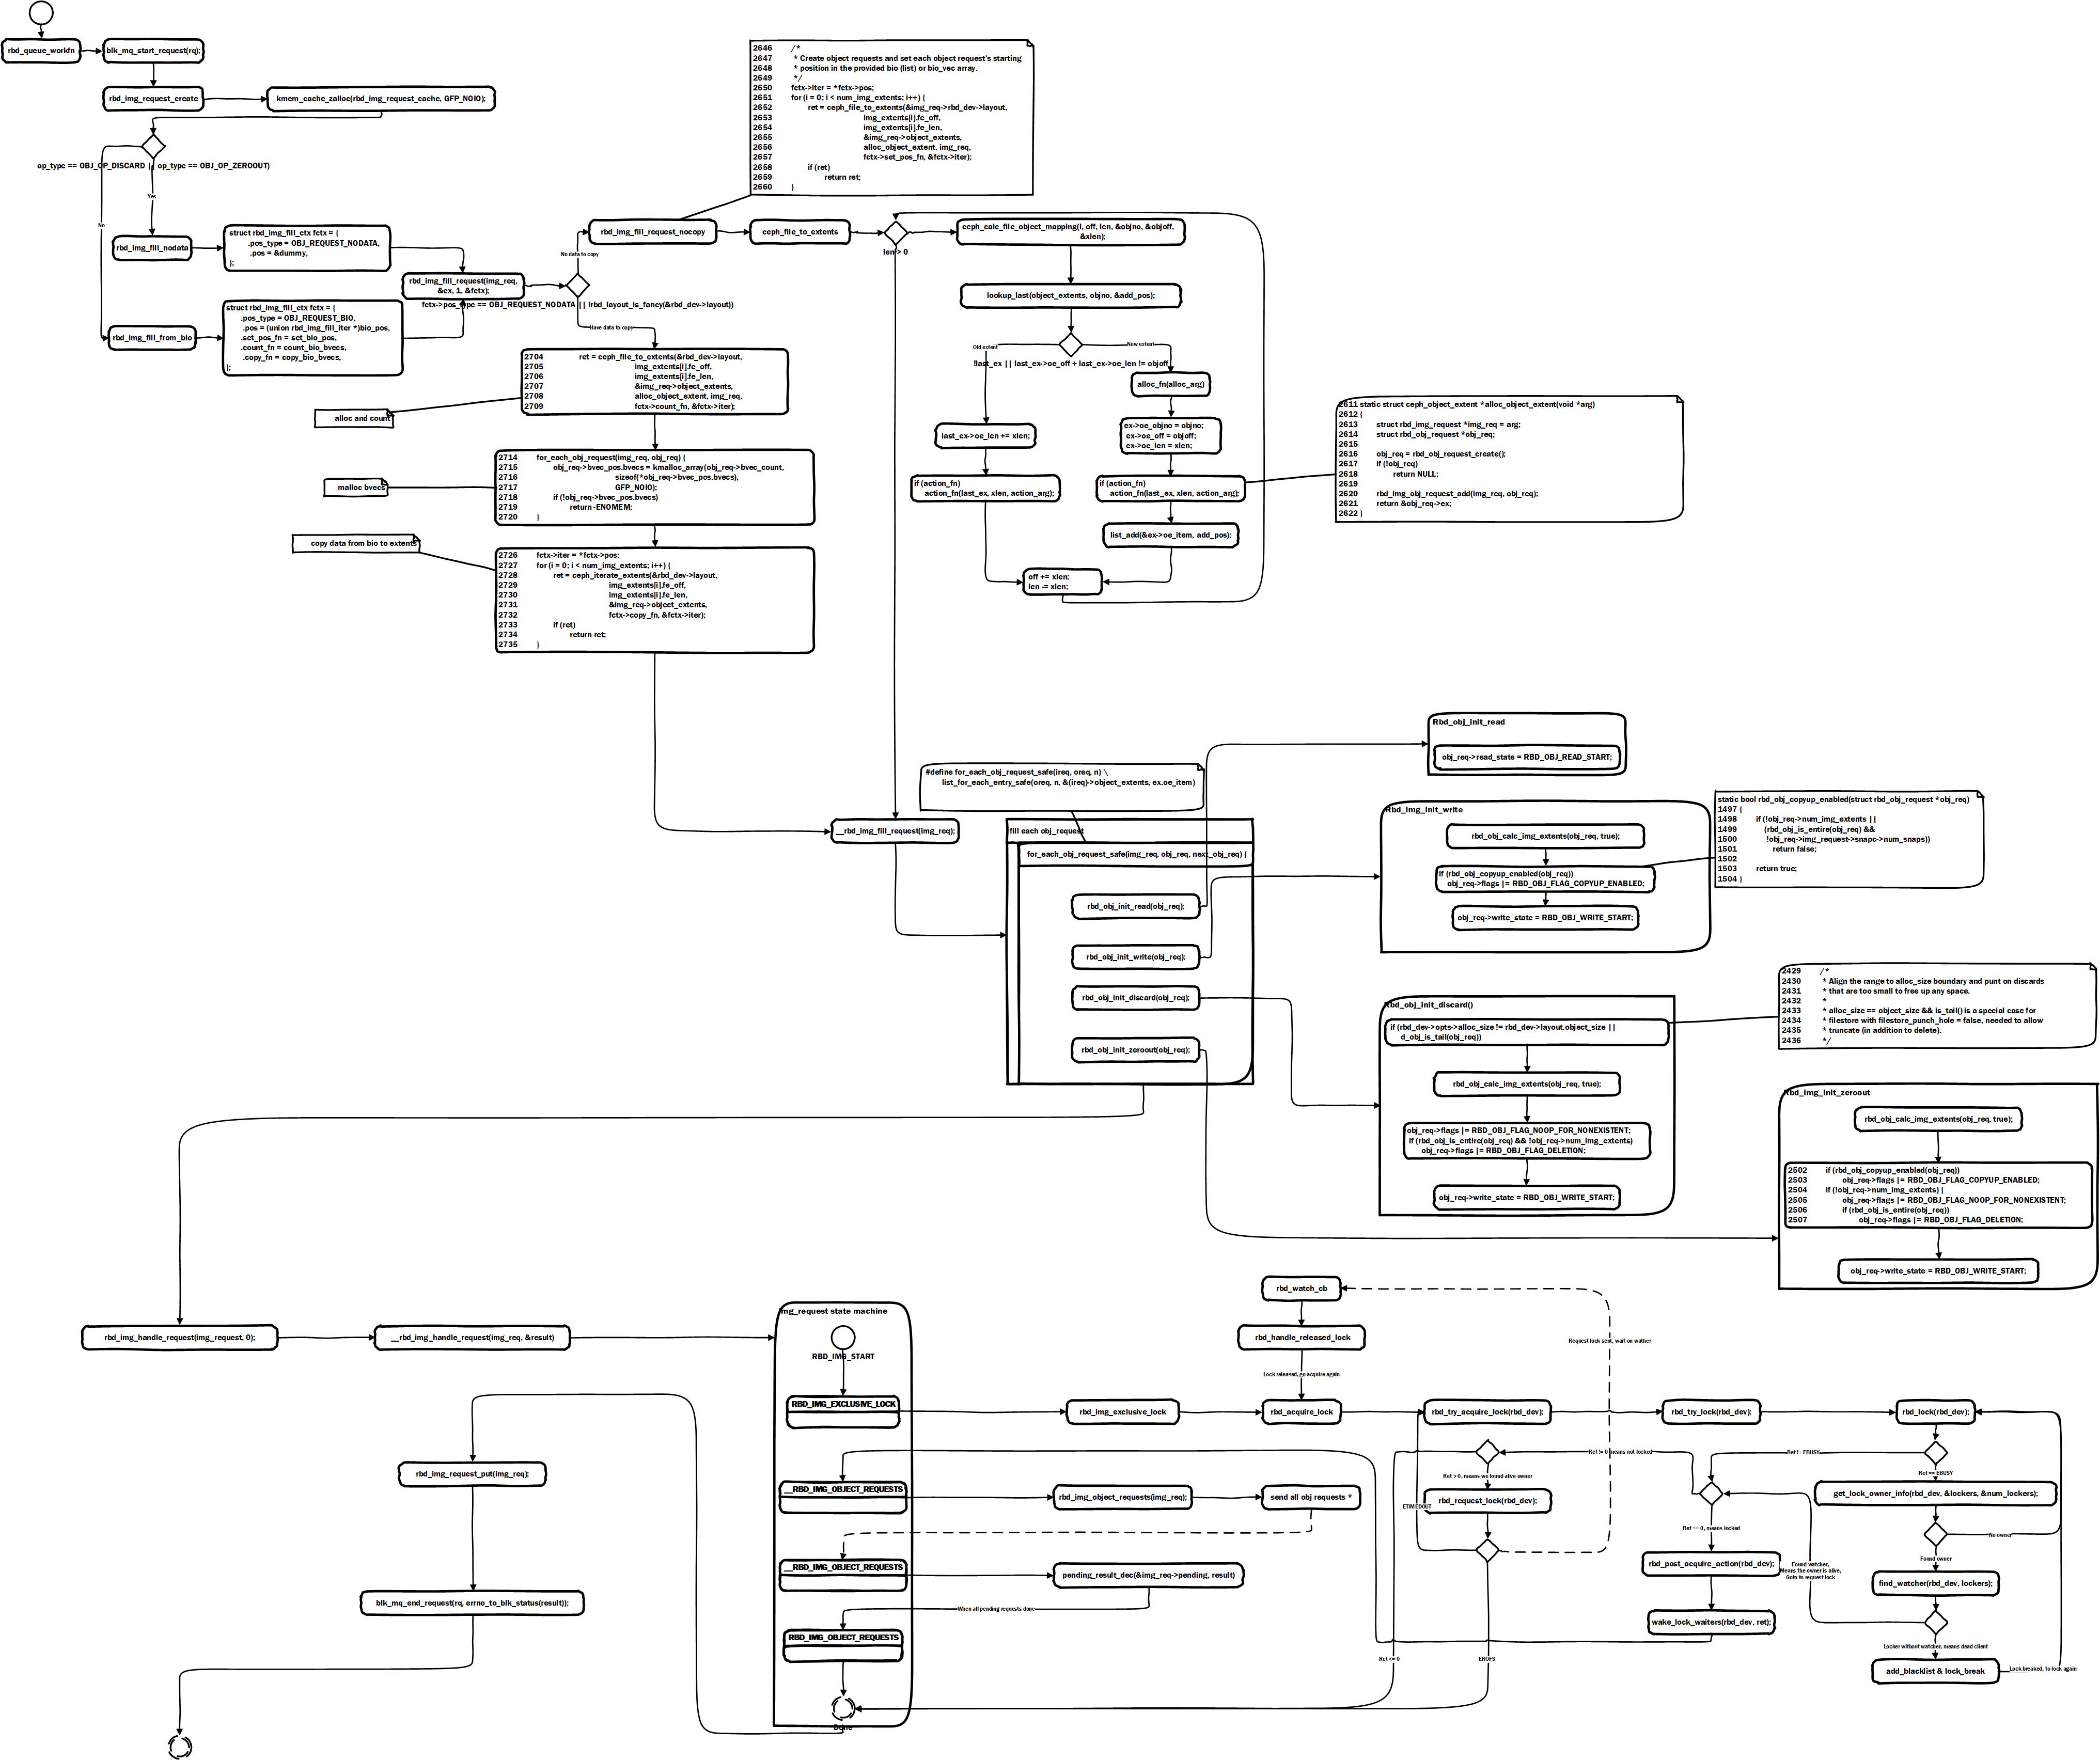 rbd_queue_workfn
blk_mq_start_request(rq);
rbd_img_request_create
kmem_cache_zalloc(rbd_img_request_cache, GFP_NOIO);
op_type == OBJ_OP_DISCARD || op_type == OBJ_OP_ZEROOUT)
Yes
No
rbd_img_fill_nodata
struct rbd_img_fill_ctx fctx = {
.pos_type = OBJ_REQUEST_NODATA,
.pos = &dummy,
};
rbd_img_fill_from_bio
struct rbd_img_fill_ctx fctx = {
.pos_type = OBJ_REQUEST_BIO,
.pos = (union rbd_img_fill_iter *)bio_pos,
.set_pos_fn = set_bio_pos,
.count_fn = count_bio_bvecs,
.copy_fn = copy_bio_bvecs,
};
rbd_img_fill_request(img_req,
&ex, 1, &fctx);
fctx->pos_type == OBJ_REQUEST_NODATA || !rbd_layout_is_fancy(&rbd_dev->layout))
No data to copy
Have data to copy
2646 /*
2647 * Create object requests and set each object request's starting
2648 * position in the provided bio (list) or bio_vec array.
2649 */
2650 fctx->iter = *fctx->pos;
2651 for (i = 0; i < num_img_extents; i++) {
2652 ret = ceph_file_to_extents(&img_req->rbd_dev->layout,
2653 img_extents[i].fe_off,
2654 img_extents[i].fe_len,
2655 &img_req->object_extents,
2656 alloc_object_extent, img_req,
2657 fctx->set_pos_fn, &fctx->iter);
2658 if (ret)
2659 return ret;
2660 }
rbd_img_fill_request_nocopy
ceph_file_to_extents
len > 0
ceph_calc_file_object_mapping(l, off, len, &objno, &objoff,
&xlen);
lookup_last(object_extents, objno, &add_pos);
Old extent
New extent
!last_ex || last_ex->oe_off + last_ex->oe_len != objoff
alloc_fn(alloc_arg)
last_ex->oe_len += xlen;
ex->oe_objno = objno;
ex->oe_off = objoff;
ex->oe_len = xlen;
if (action_fn)
action_fn(last_ex, xlen, action_arg);
if (action_fn)
action_fn(last_ex, xlen, action_arg);
list_add(&ex->oe_item, add_pos);
off += xlen;
len -= xlen;
2611 static struct ceph_object_extent *alloc_object_extent(void *arg)
2612 {
2613 struct rbd_img_request *img_req = arg;
2614 struct rbd_obj_request *obj_req;
2615
2616 obj_req = rbd_obj_request_create();
2617 if (!obj_req)
2618 return NULL;
2619
2620 rbd_img_obj_request_add(img_req, obj_req);
2621 return &obj_req->ex;
2622 }
2704 ret = ceph_file_to_extents(&rbd_dev->layout,
2705 img_extents[i].fe_off,
2706 img_extents[i].fe_len,
2707 &img_req->object_extents,
2708 alloc_object_extent, img_req,
2709 fctx->count_fn, &fctx->iter);
alloc and count
2714 for_each_obj_request(img_req, obj_req) {
2715 obj_req->bvec_pos.bvecs = kmalloc_array(obj_req->bvec_count,
2716 sizeof(*obj_req->bvec_pos.bvecs),
2717 GFP_NOIO);
2718 if (!obj_req->bvec_pos.bvecs)
2719 return -ENOMEM;
2720 }
malloc bvecs
copy data from bio to extents
2726 fctx->iter = *fctx->pos;
2727 for (i = 0; i < num_img_extents; i++) {
2728 ret = ceph_iterate_extents(&rbd_dev->layout,
2729 img_extents[i].fe_off,
2730 img_extents[i].fe_len,
2731 &img_req->object_extents,
2732 fctx->copy_fn, &fctx->iter);
2733 if (ret)
2734 return ret;
2735 }
__rbd_img_fill_request(img_req);
#define for_each_obj_request_safe(ireq, oreq, n) \
list_for_each_entry_safe(oreq, n, &(ireq)->object_extents, ex.oe_item)
fill each obj_request
for_each_obj_request_safe(img_req, obj_req, next_obj_req) {
rbd_obj_init_read(obj_req);
rbd_obj_init_write(obj_req);
rbd_obj_init_discard(obj_req);
rbd_obj_init_zeroout(obj_req);
Rbd_obj_init_read
obj_req->read_state = RBD_OBJ_READ_START;
Rbd_img_init_write
rbd_obj_calc_img_extents(obj_req, true);
if (rbd_obj_copyup_enabled(obj_req))
obj_req->flags |= RBD_OBJ_FLAG_COPYUP_ENABLED;
obj_req->write_state = RBD_OBJ_WRITE_START;
static bool rbd_obj_copyup_enabled(struct rbd_obj_request *obj_req)
1497 {
1498 if (!obj_req->num_img_extents ||
1499 (rbd_obj_is_entire(obj_req) &&
1500 !obj_req->img_request->snapc->num_snaps))
1501 return false;
1502
1503 return true;
1504 }
Rbd_obj_init_discard()
if (rbd_dev->opts->alloc_size != rbd_dev->layout.object_size ||
d_obj_is_tail(obj_req))
rbd_obj_calc_img_extents(obj_req, true);
obj_req->flags |= RBD_OBJ_FLAG_NOOP_FOR_NONEXISTENT;
if (rbd_obj_is_entire(obj_req) && !obj_req->num_img_extents)
obj_req->flags |= RBD_OBJ_FLAG_DELETION;
obj_req->write_state = RBD_OBJ_WRITE_START;
2429 /*
2430 * Align the range to alloc_size boundary and punt on discards
2431 * that are too small to free up any space.
2432 *
2433 * alloc_size == object_size && is_tail() is a special case for
2434 * filestore with filestore_punch_hole = false, needed to allow
2435 * truncate (in addition to delete).
2436 */
Rbd_img_init_zeroout
rbd_obj_calc_img_extents(obj_req, true);
2502 if (rbd_obj_copyup_enabled(obj_req))
2503 obj_req->flags |= RBD_OBJ_FLAG_COPYUP_ENABLED;
2504 if (!obj_req->num_img_extents) {
2505 obj_req->flags |= RBD_OBJ_FLAG_NOOP_FOR_NONEXISTENT;
2506 if (rbd_obj_is_entire(obj_req))
2507 obj_req->flags |= RBD_OBJ_FLAG_DELETION;
obj_req->write_state = RBD_OBJ_WRITE_START;
rbd_img_handle_request(img_request, 0);
__rbd_img_handle_request(img_req, &result)
img_request state machine
RBD_IMG_START
RBD_IMG_EXCLUSIVE_LOCK
__RBD_IMG_OBJECT_REQUESTS
__RBD_IMG_OBJECT_REQUESTS
RBD_IMG_OBJECT_REQUESTS
Done
rbd_img_request_put(img_req);
blk_mq_end_request(rq, errno_to_blk_status(result));
rbd_watch_cb
rbd_handle_released_lock
Lock released, go acquire again
rbd_img_exclusive_lock
rbd_acquire_lock
rbd_try_acquire_lock(rbd_dev);
rbd_try_lock(rbd_dev);
rbd_lock(rbd_dev);
Request lock sent, wait on wather
Ret != 0 means not locked
Ret != EBUSY
Ret == EBUSY
Ret > 0, means we found alive owner
rbd_request_lock(rbd_dev);
ETIMEDOUT
get_lock_owner_info(rbd_dev, &lockers, &num_lockers);
rbd_img_object_requests(img_req);
send all obj requests *
Ret == 0, means locked
No owner
Found owner
rbd_post_acquire_action(rbd_dev);
Found watcher,
Means the owner is alive,
Goto to request lock
find_watcher(rbd_dev, lockers);
pending_result_dec(&img_req->pending, result)
When all pending requests done
wake_lock_waiters(rbd_dev, ret);
Locker without watcher, means dead client
Ret <= 0
EROFS
add_blacklist & lock_break
Lock breaked, to lock again